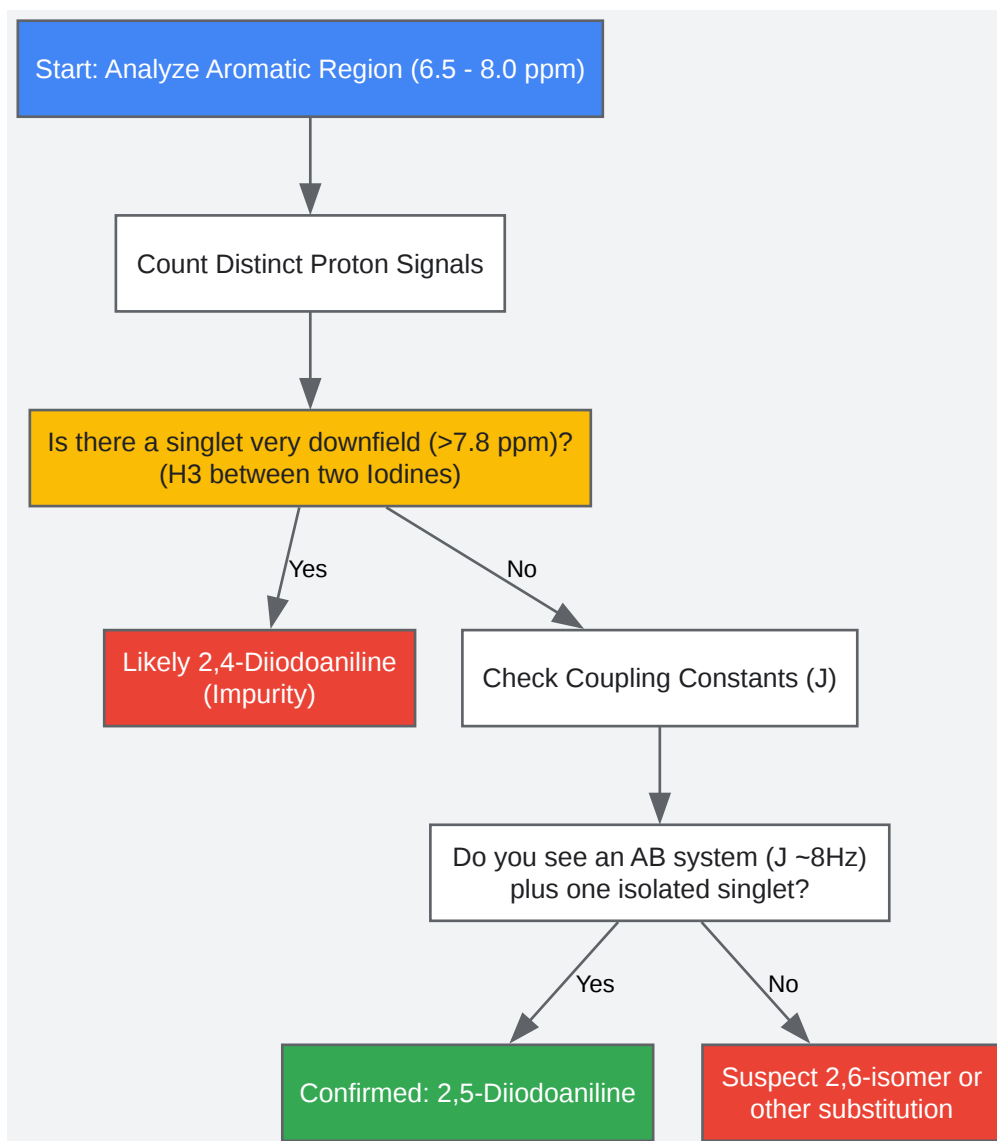 Start: Analyze Aromatic Region (6.5 - 8.0 ppm)
Count Distinct Proton Signals
Is there a singlet very downfield (>7.8 ppm)?
(H3 between two Iodines)
Yes
No
Likely 2,4-Diiodoaniline
(Impurity)
Check Coupling Constants (J)
Do you see an AB system (J ~8Hz)
plus one isolated singlet?
Yes
No
Confirmed: 2,5-Diiodoaniline
Suspect 2,6-isomer or
other substitution